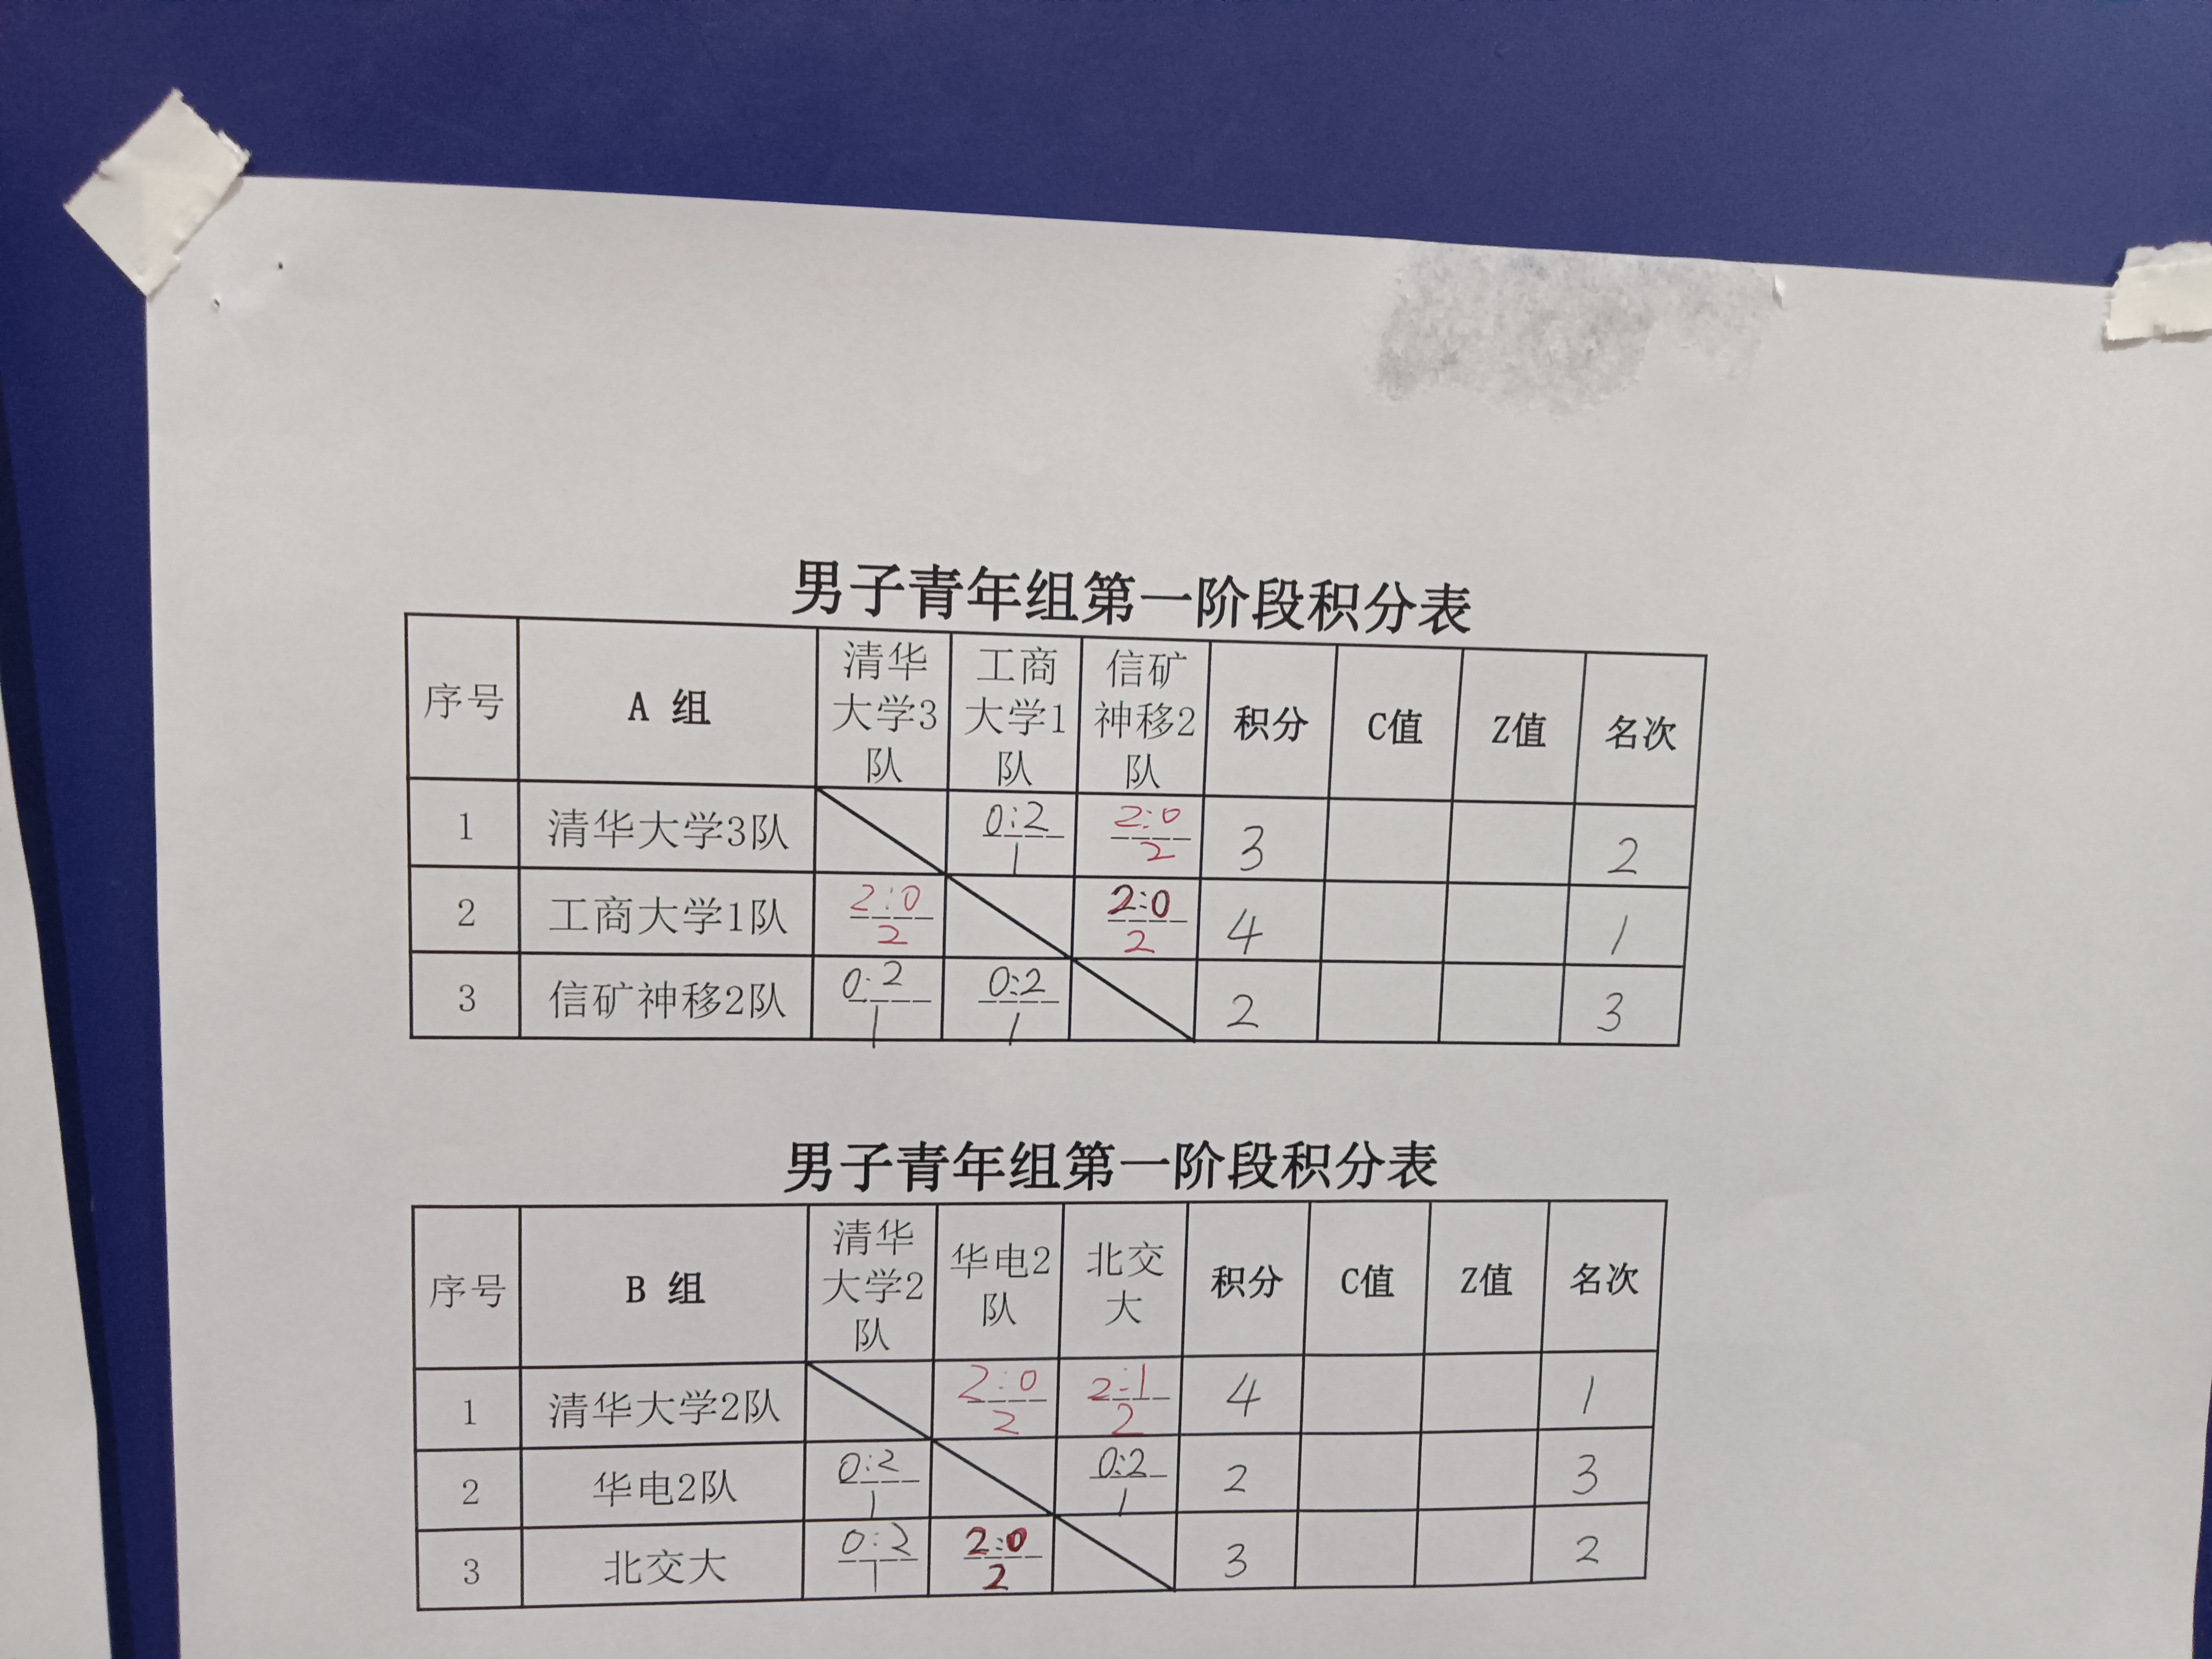 男子青年组第一阶段积分表
序号 A 组 清华大学3队 工商大学1队 信矿神移2队 积分 C值 Z值 名次
1 清华大学3队 0:2 1 2:0 2 3 2
2 工商大学1队 2:0 2 2:0 2 4 1
3 信矿神移2队 0:2 1 0:2 1 2 3
男子青年组第一阶段积分表
序号 B 组 清华大学2队 华电2队 北交大 积分 C值 Z值 名次
1 清华大学2队 2:0 2 2:1 2 4 1
2 华电2队 0:2 1 0:2 1 2 3
3 北交大 0:2 1 2:0 2 3 2